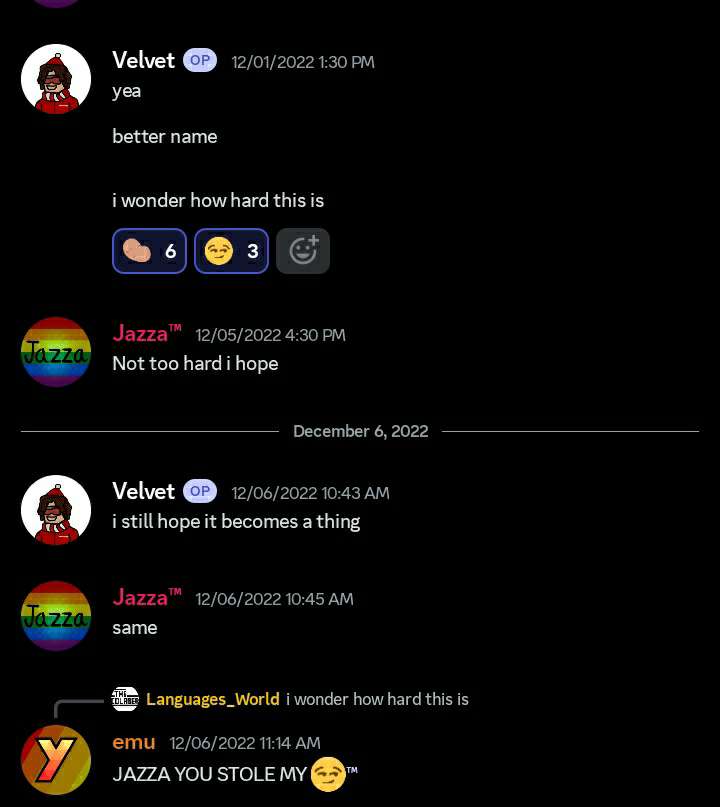 Velvet OP 12/01/2022 1:30 PM
yea
better name
i wonder how hard this is
6 3
Jazza™ 12/05/2022 4:30 PM
Jazza
Not too hard i hope
December 6, 2022
Velvet OP 12/06/2022 10:43 AM
i still hope it becomes a thing
Jazza™ 12/06/2022 10:45 AM
Jazza
same
Languages_World i wonder how hard this is
Y
emu 12/06/2022 11:14 AM
JAZZA YOU STOLE MY 😏™